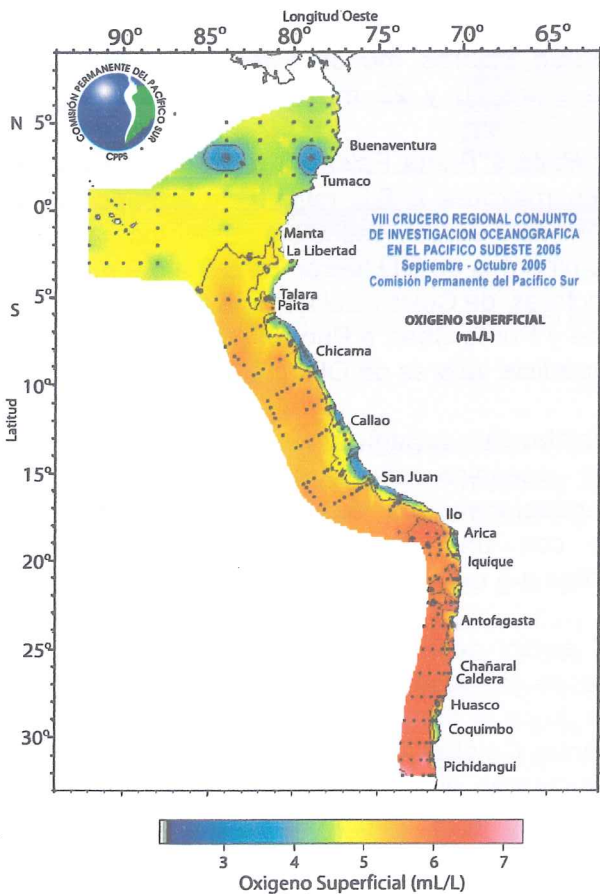 Longitud Oeste
90º 85º 80º 75º 70º 65º
COMISIÓN PERMANENTE DEL PACÍFICO SUR
CPPS
N 5º
Buenaventura
Tumaco
0º
VIII CRUCERO REGIONAL CONJUNTO
DE INVESTIGACION OCEANOGRAFICA
EN EL PACIFICO SUDESTE 2005
Septiembre - Octubre 2005
Comisión Permanente del Pacífico Sur
Manta
La Libertad
S 5º
Talara
Paita
OXIGENO SUPERFICIAL
(mL/L)
Chicama
10º
Latitud
Callao
15º
San Juan
Ilo
Arica
20º
Iquique
Antofagasta
25º
Chañaral
Caldera
Huasco
Coquimbo
30º
Pichidangui
3 4 5 6 7
Oxigeno Superficial (mL/L)